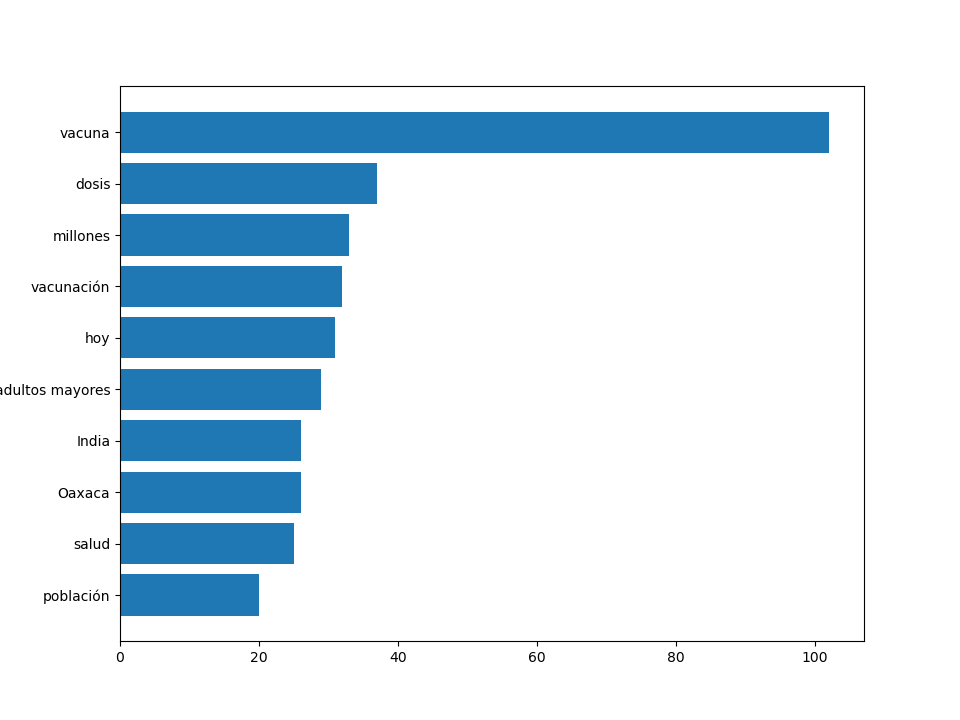 vacuna
dosis
millones
vacunación
hoy
adultos mayores
India
Oaxaca
salud
población
0 20 40 60 80 100